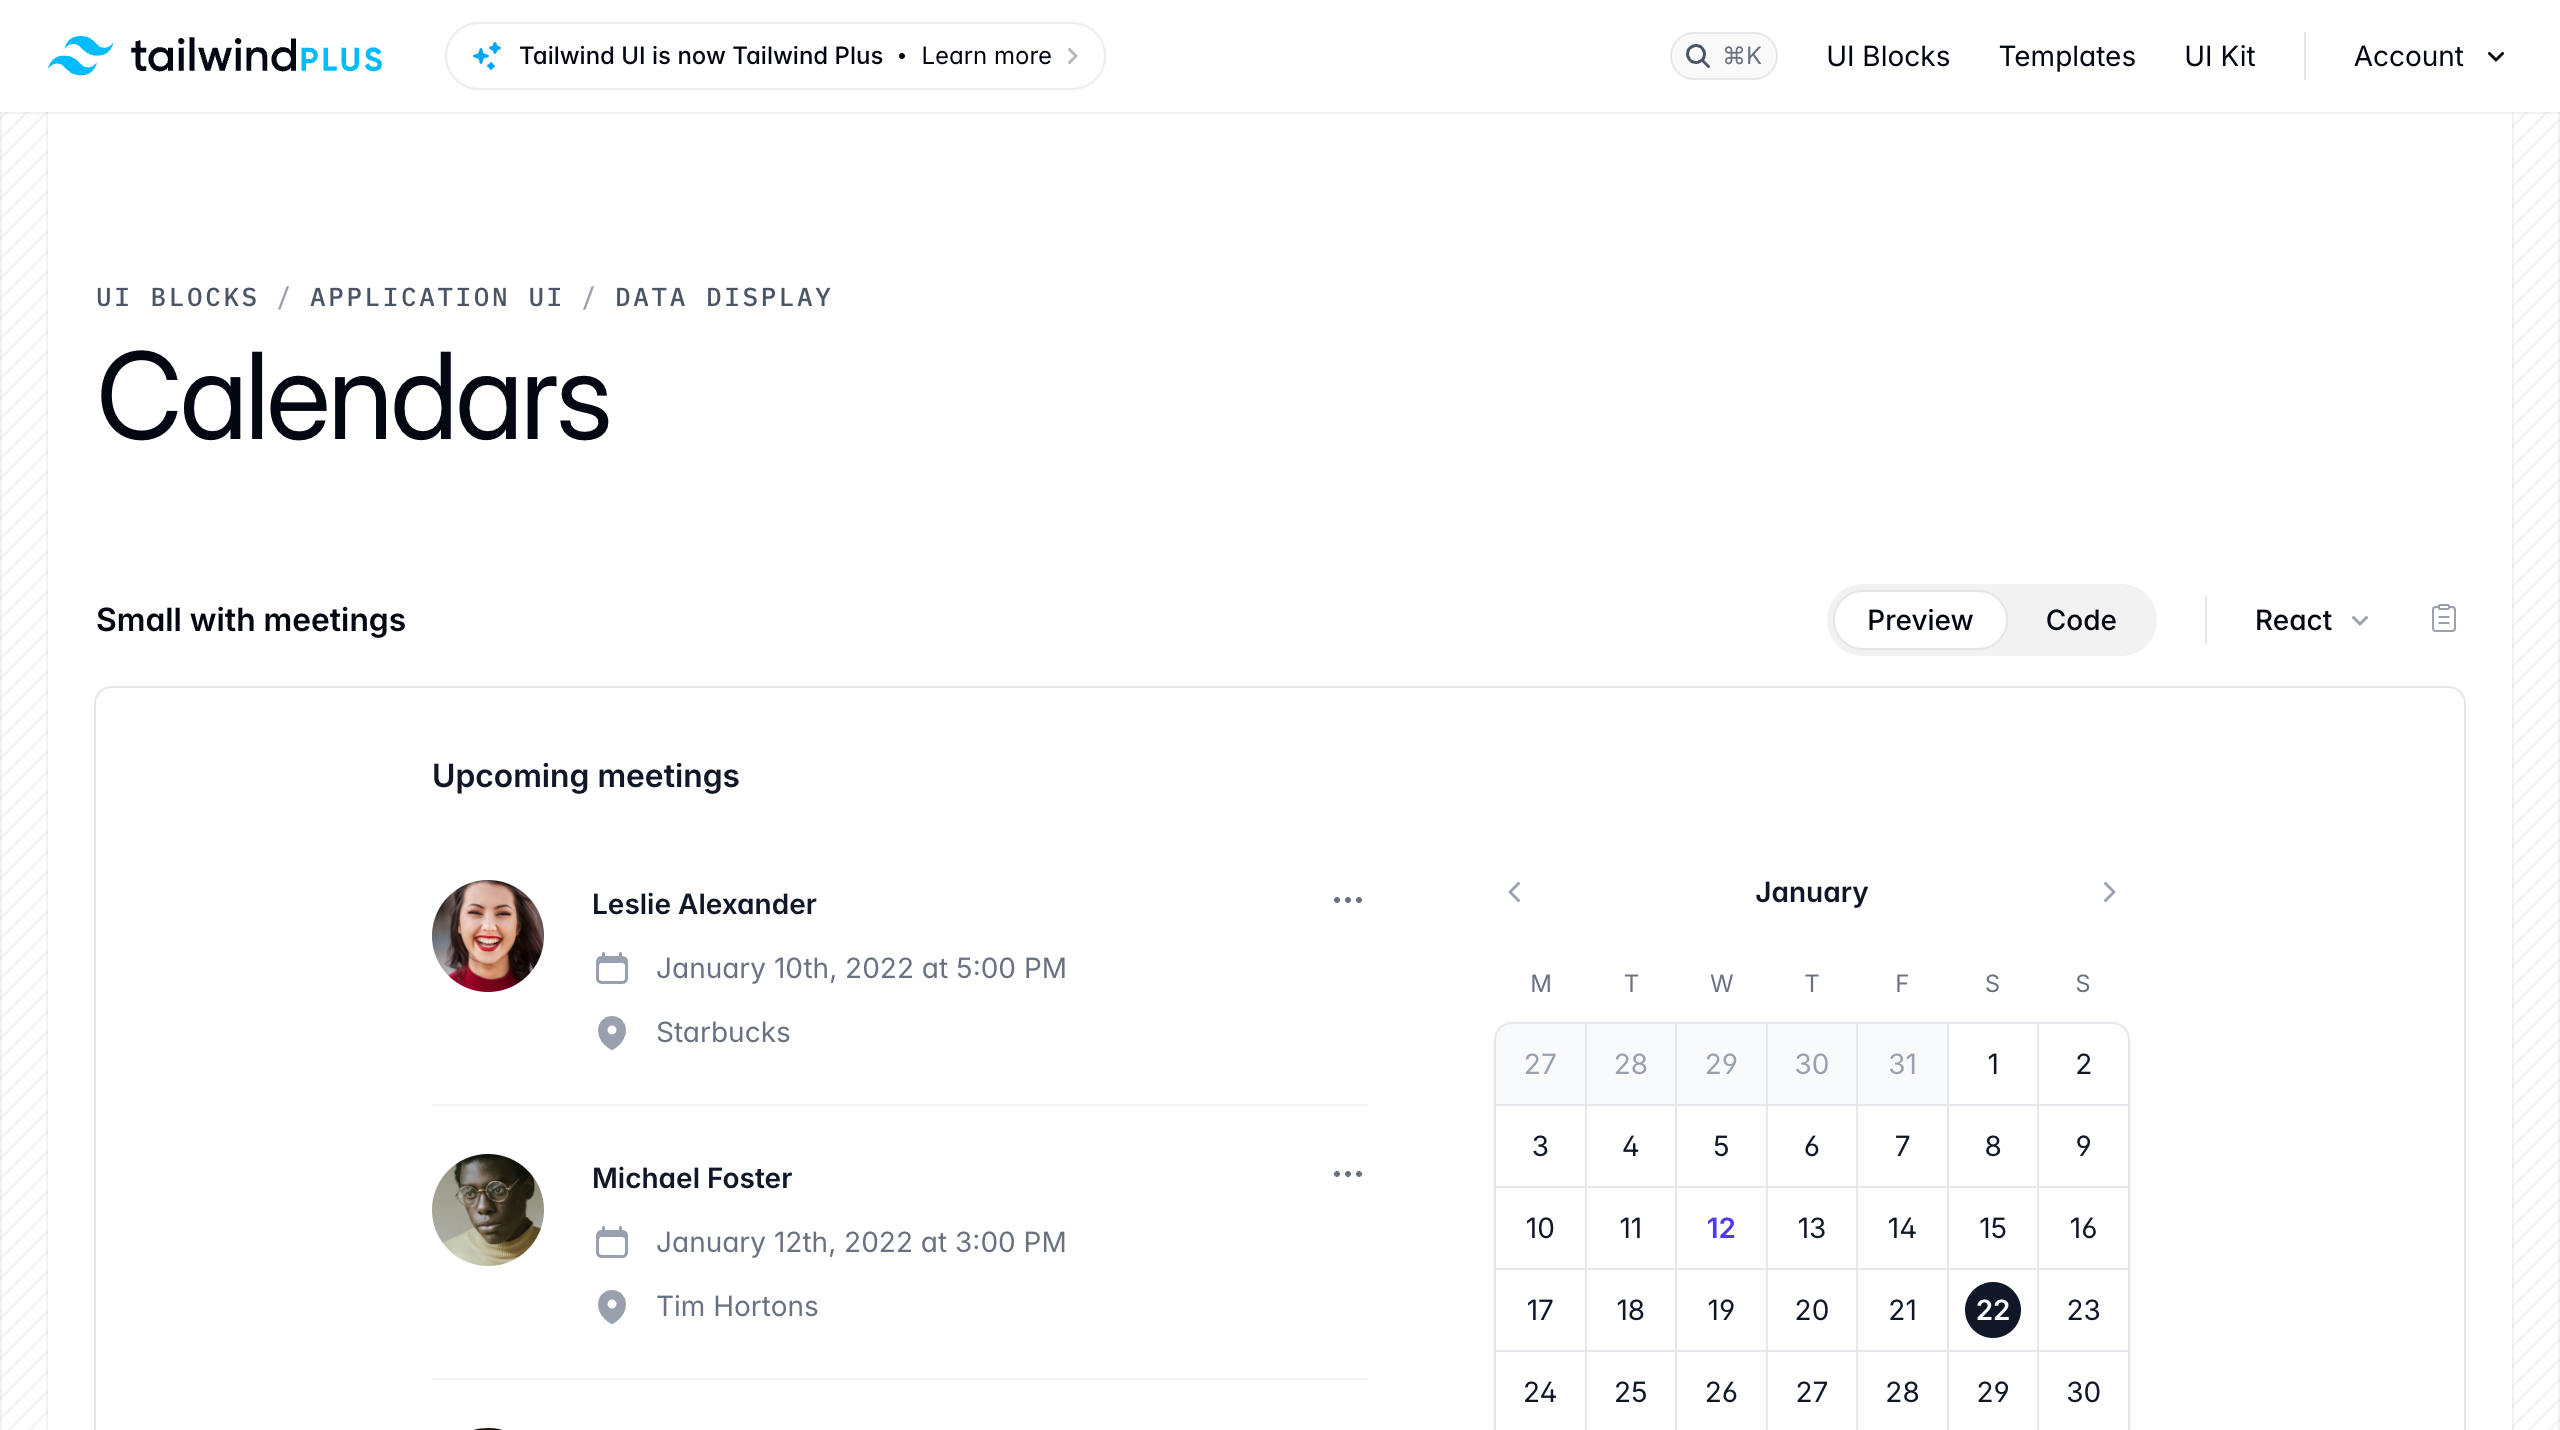 tailwindPLUS
Tailwind UI is now Tailwind Plus • Learn more
⌘K
UI Blocks
Templates
UI Kit
Account
UI BLOCKS / APPLICATION UI / DATA DISPLAY
Calendars
Small with meetings
Preview
Code
React
Upcoming meetings
Leslie Alexander
January 10th, 2022 at 5:00 PM
Starbucks
Michael Foster
January 12th, 2022 at 3:00 PM
Tim Hortons
January
M T W T F S S
27 28 29 30 31 1 2
3 4 5 6 7 8 9
10 11 12 13 14 15 16
17 18 19 20 21 22 23
24 25 26 27 28 29 30